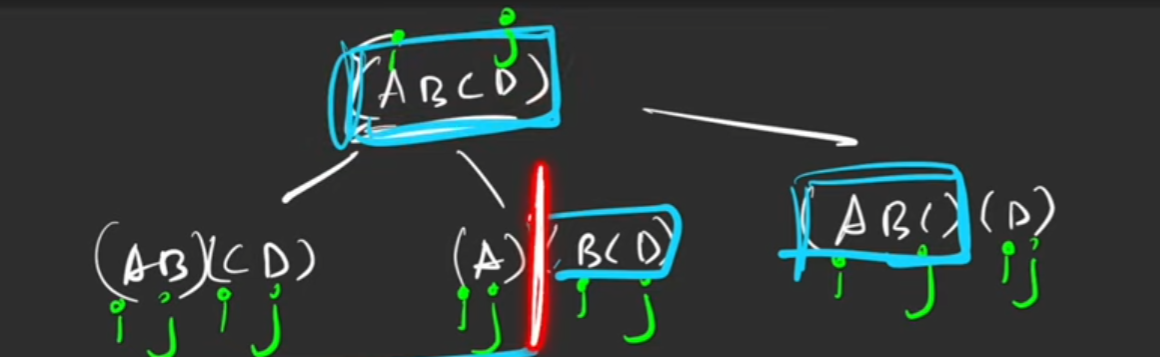 i j
(ABCD)
(AB)(CD) (A)(BCD) (ABC)(D)
i j i j i j i j i j i j